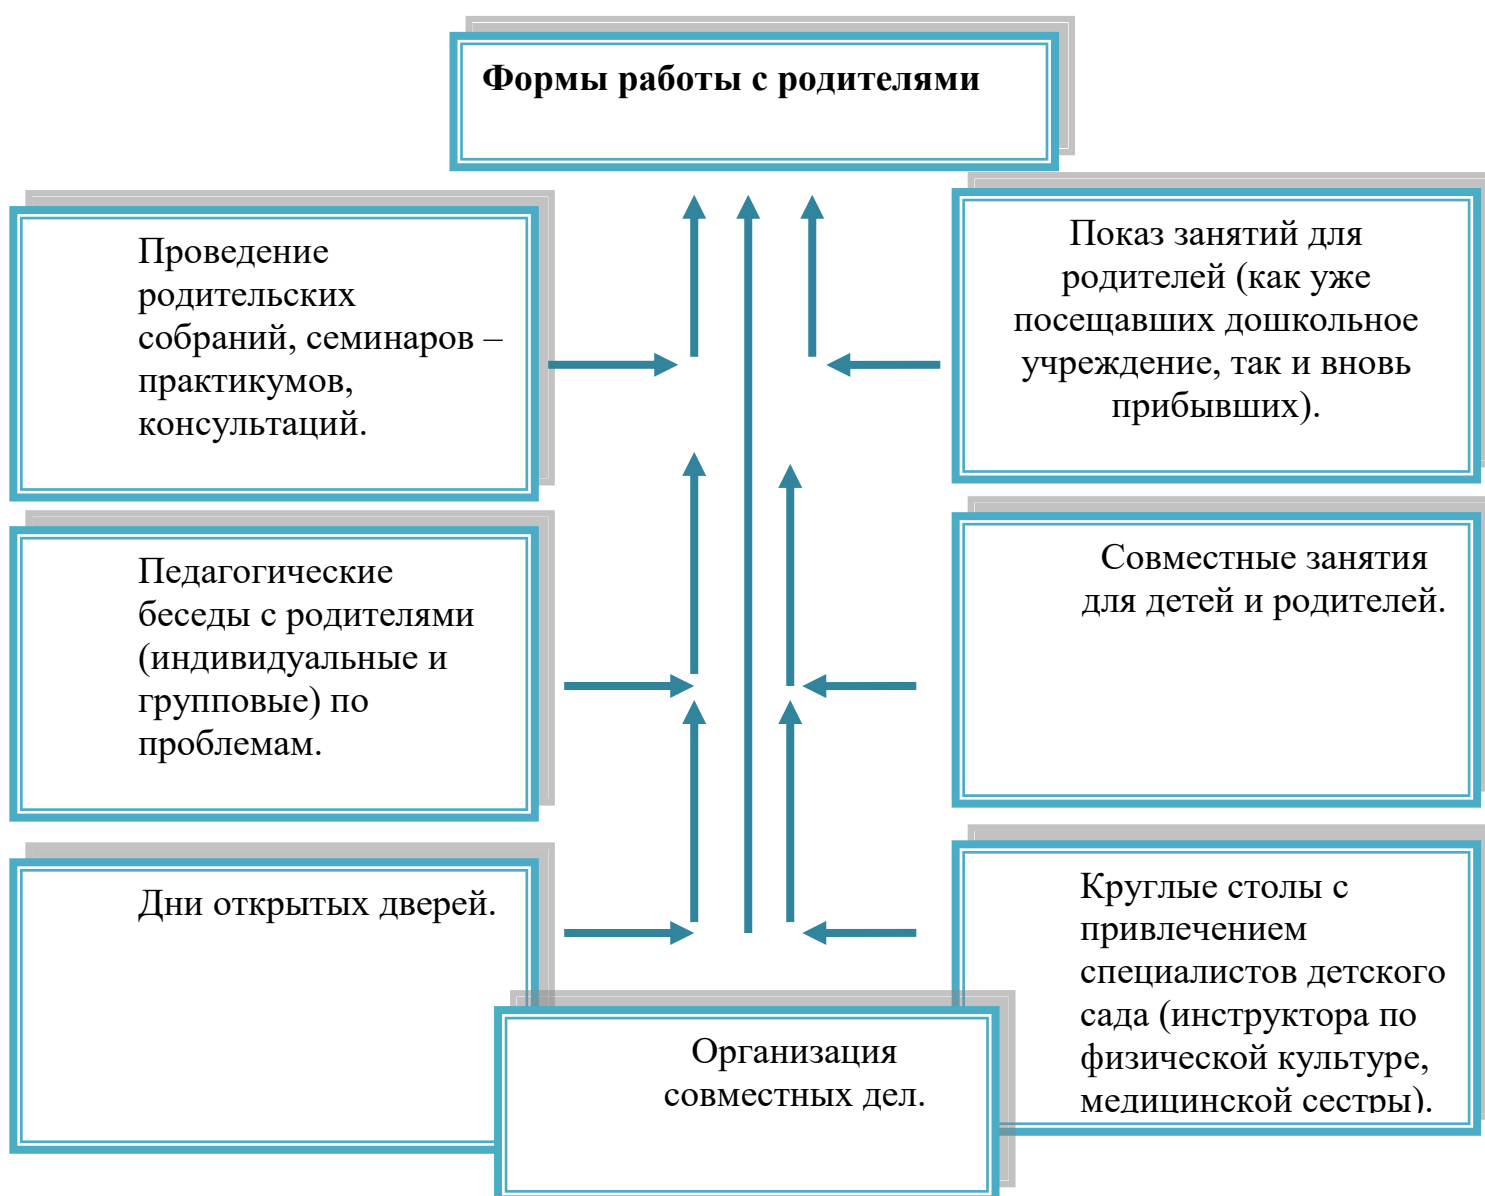 Формы работы с родителями
Проведение
родительских
собраний, семинаров –
практикумов,
консультаций.
Показ занятий для
родителей (как уже
посещавших дошкольное
учреждение, так и вновь
прибывших).
Педагогические
беседы с родителями
(индивидуальные и
групповые) по
проблемам.
Совместные занятия
для детей и родителей.
Дни открытых дверей.
Круглые столы с
привлечением
специалистов детского
сада (инструктора по
физической культуре,
медицинской сестры).
Организация
совместных дел.